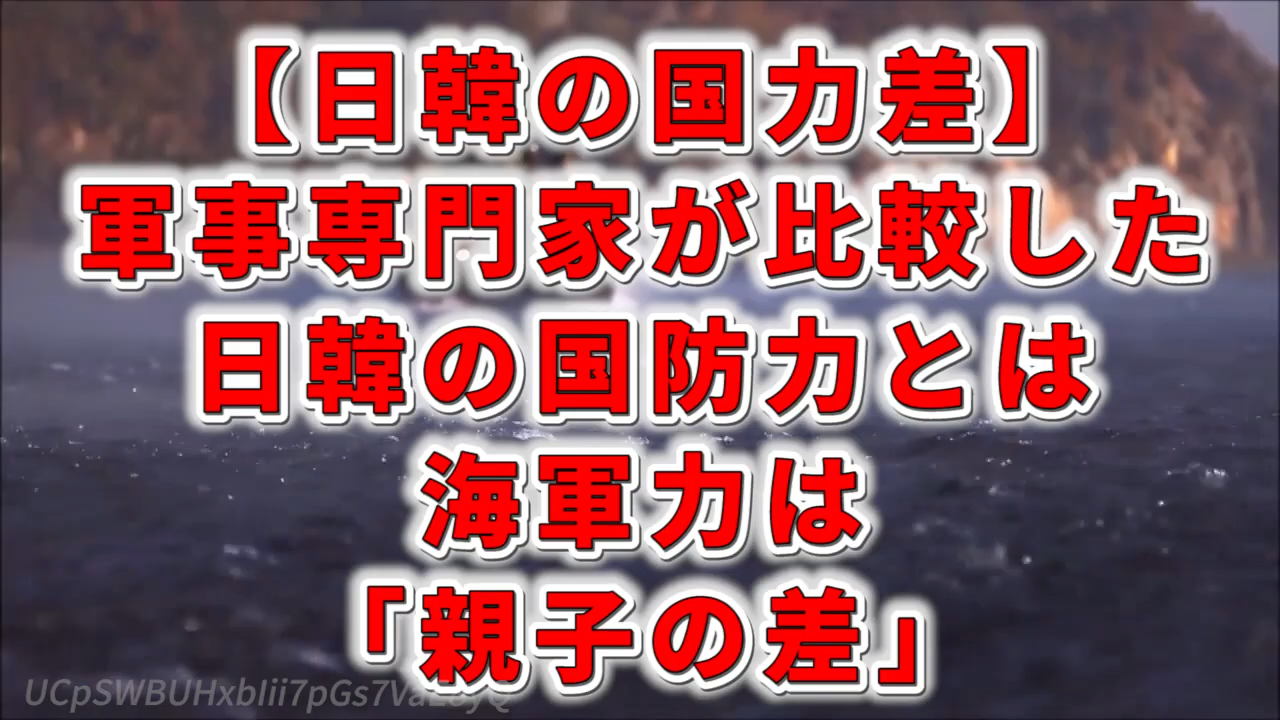 【日韓の国力差】
軍事専門家が比較した
日韓の国防力とは
海軍力は
「親子の差」